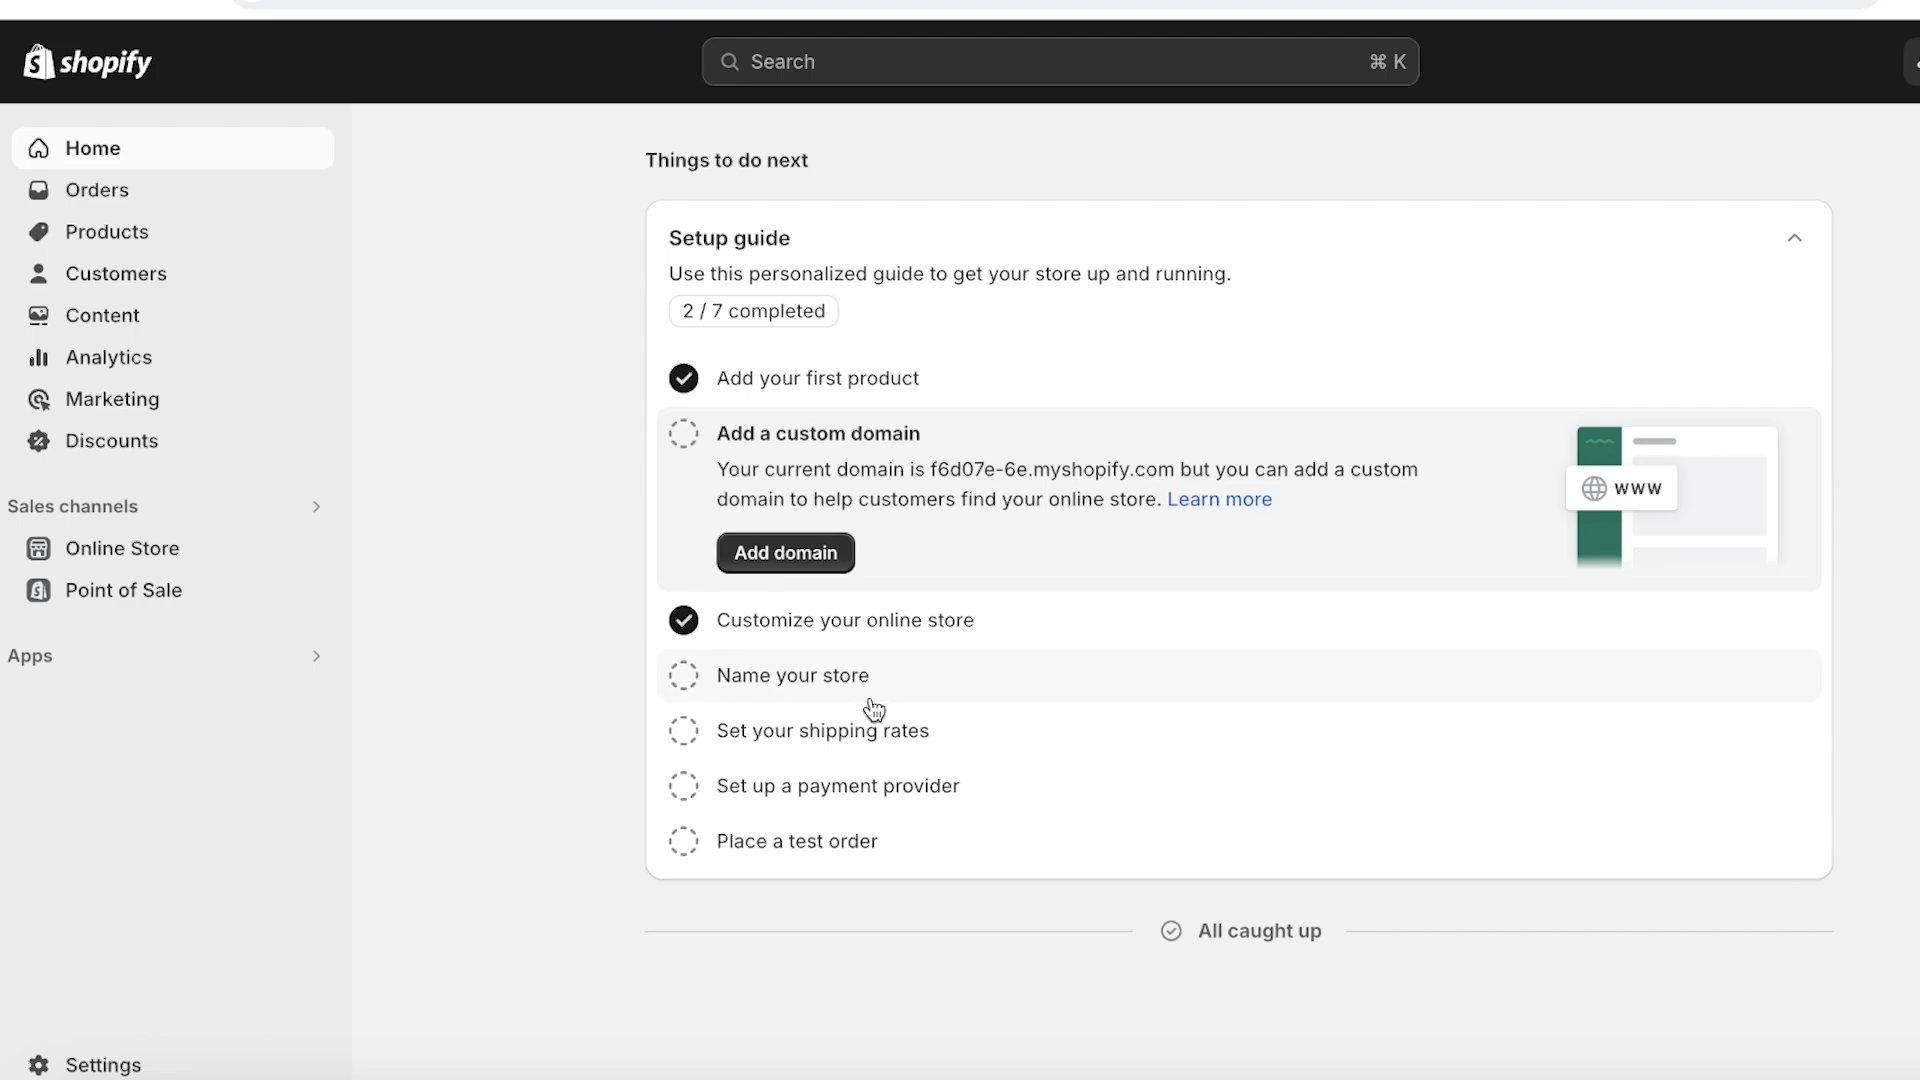 shopify
Search
⌘ K
Home
Orders
Products
Customers
Content
Analytics
Marketing
Discounts
Sales channels
Online Store
Point of Sale
Apps
Settings
Things to do next
Setup guide
Use this personalized guide to get your store up and running.
2 / 7 completed
Add your first product
Add a custom domain
Your current domain is f6d07e-6e.myshopify.com but you can add a custom
domain to help customers find your online store. Learn more
Add domain
WWW
Customize your online store
Name your store
Set your shipping rates
Set up a payment provider
Place a test order
All caught up